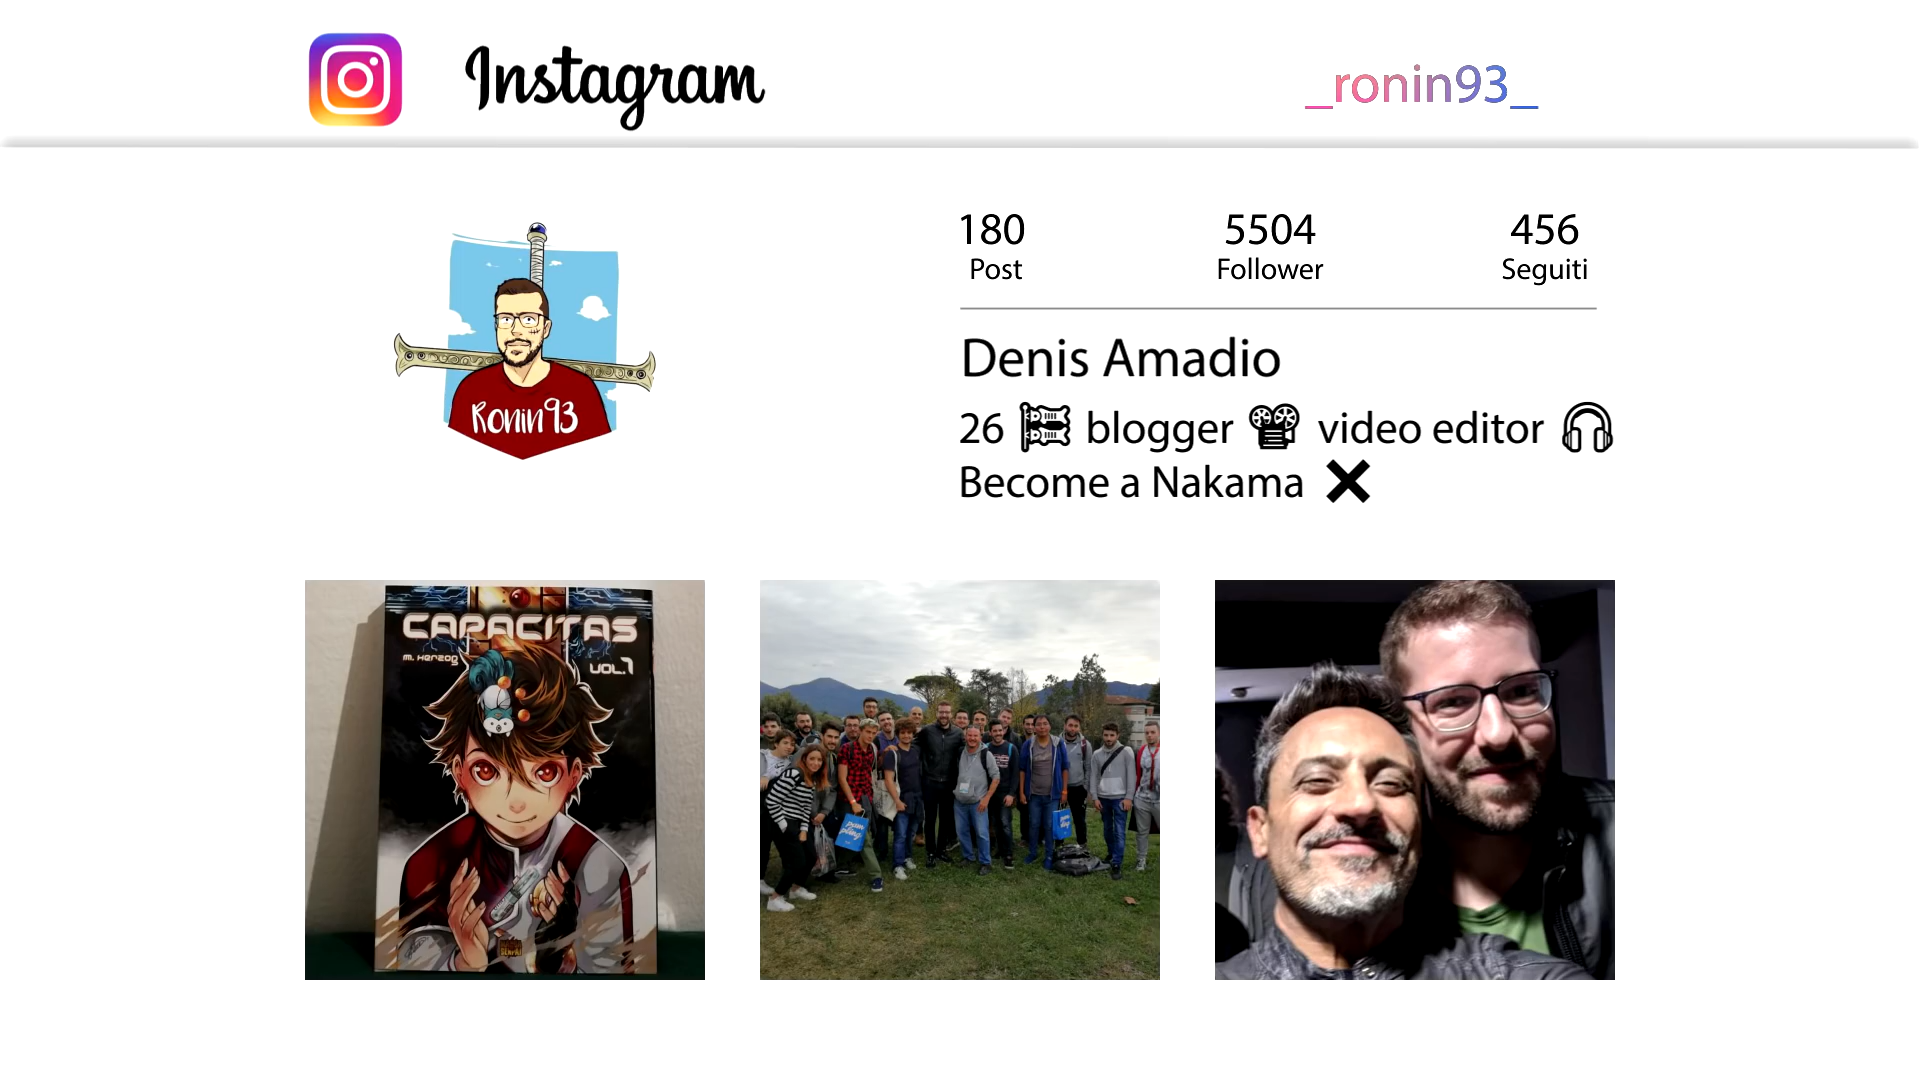 Instagram
_ronin93_
180
Post
5504
Follower
456
Seguiti
Denis Amadio
26 blogger video editor
Become a Nakama
Ronin93
CAPACITAS
M. HERZOG
VOL.1